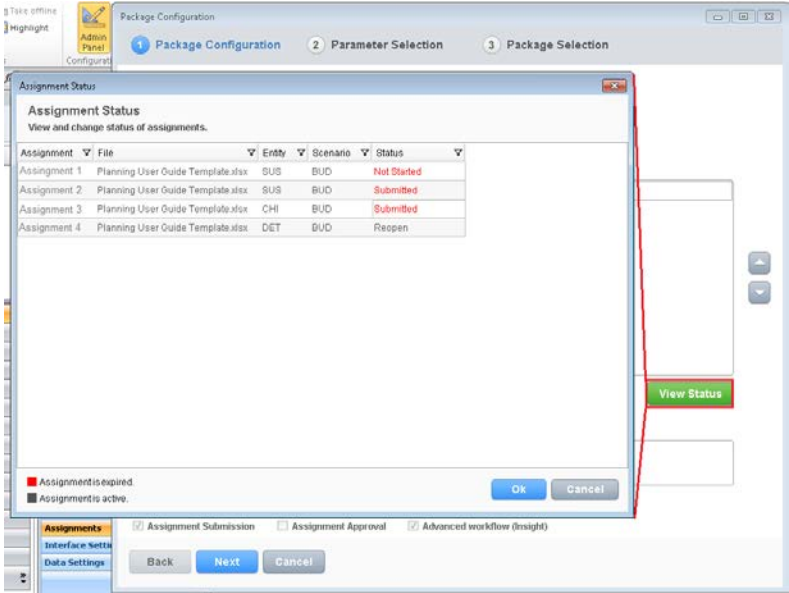 Take offline
Highlight
Admin
Panel
Package Configuration
1 Package Configuration 2 Parameter Selection 3 Package Selection
Assignment Status
Assignment Status
View and change status of assignments.
Assignment File Entity Scenario Status
Assingment 1 Planning User Guide Template.xlsx SUS BUD Not Started
Assignment 2 Planning User Guide Template.xlsx SUS BUD Submitted
Assignment 3 Planning User Guide Template.xlsx CHI BUD Submitted
Assignment 4 Planning User Guide Template.xlsx DET BUD Reopen
View Status
Assignment is expired.
Assignment is active.
Ok Cancel
Assignment Submission Assignment Approval Advanced workflow (Insight)
Assignments
Interface Setti
Data Settings
Back Next Cancel